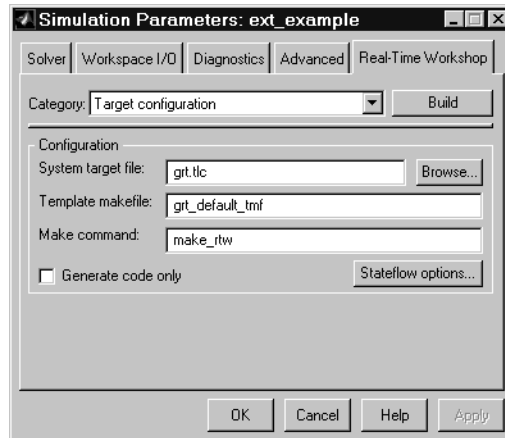 Simulation Parameters: ext_example
Solver Workspace I/O Diagnostics Advanced Real-Time Workshop
Category: Target configuration Build
Configuration
System target file: grt.tlc Browse...
Template makefile: grt_default_tmf
Make command: make_rtw
Generate code only Stateflow options...
OK Cancel Help Apply